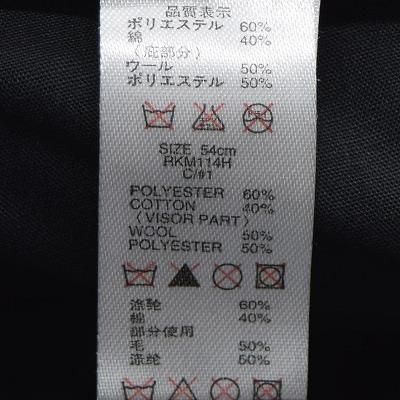 品質表示
ポリエステル 60%
綿 40%
(庇部分)
ウール 50%
ポリエステル 50%
SIZE 54cm
RKM114H
C/#1
POLYESTER 60%
COTTON 40%
(VISOR PART)
WOOL 50%
POLYESTER 50%
涤纶 60%
棉 40%
部分使用
毛 50%
涤纶 50%